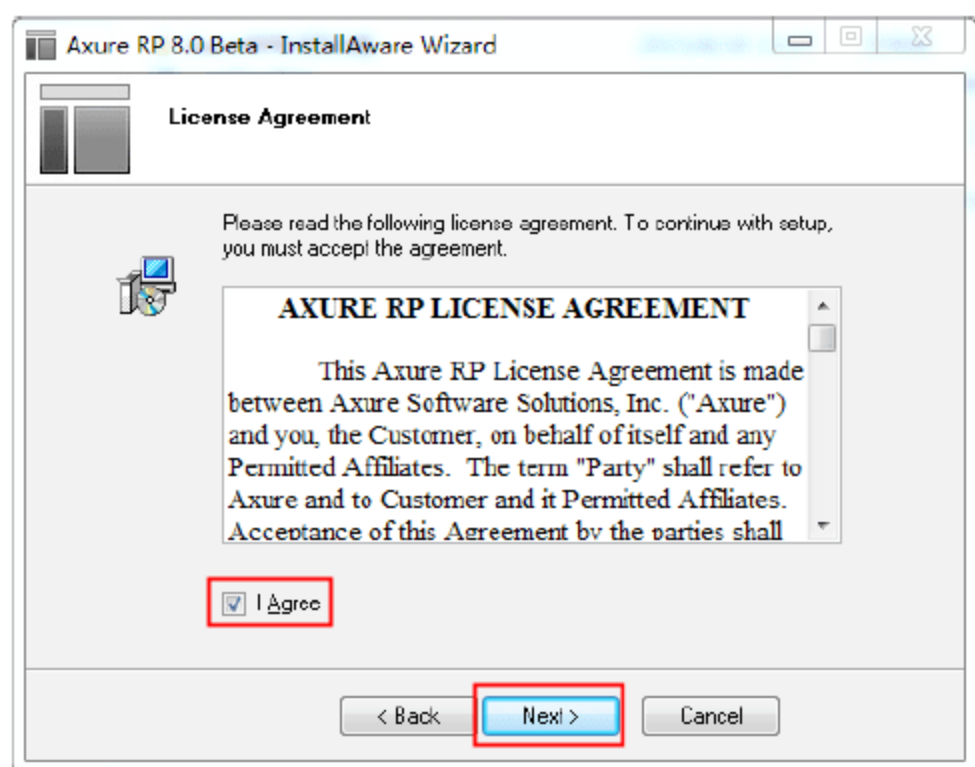 Axure RP 8.0 Beta - InstallAware Wizard
License Agreement
Please read the following license agreement. To continue with setup,
you must accept the agreement.
AXURE RP LICENSE AGREEMENT
This Axure RP License Agreement is made
between Axure Software Solutions, Inc. ("Axure")
and you, the Customer, on behalf of itself and any
Permitted Affiliates.  The term "Party" shall refer to
Axure and to Customer and it Permitted Affiliates.
Acceptance of this Agreement by the parties shall
I Agree
< Back
Next >
Cancel